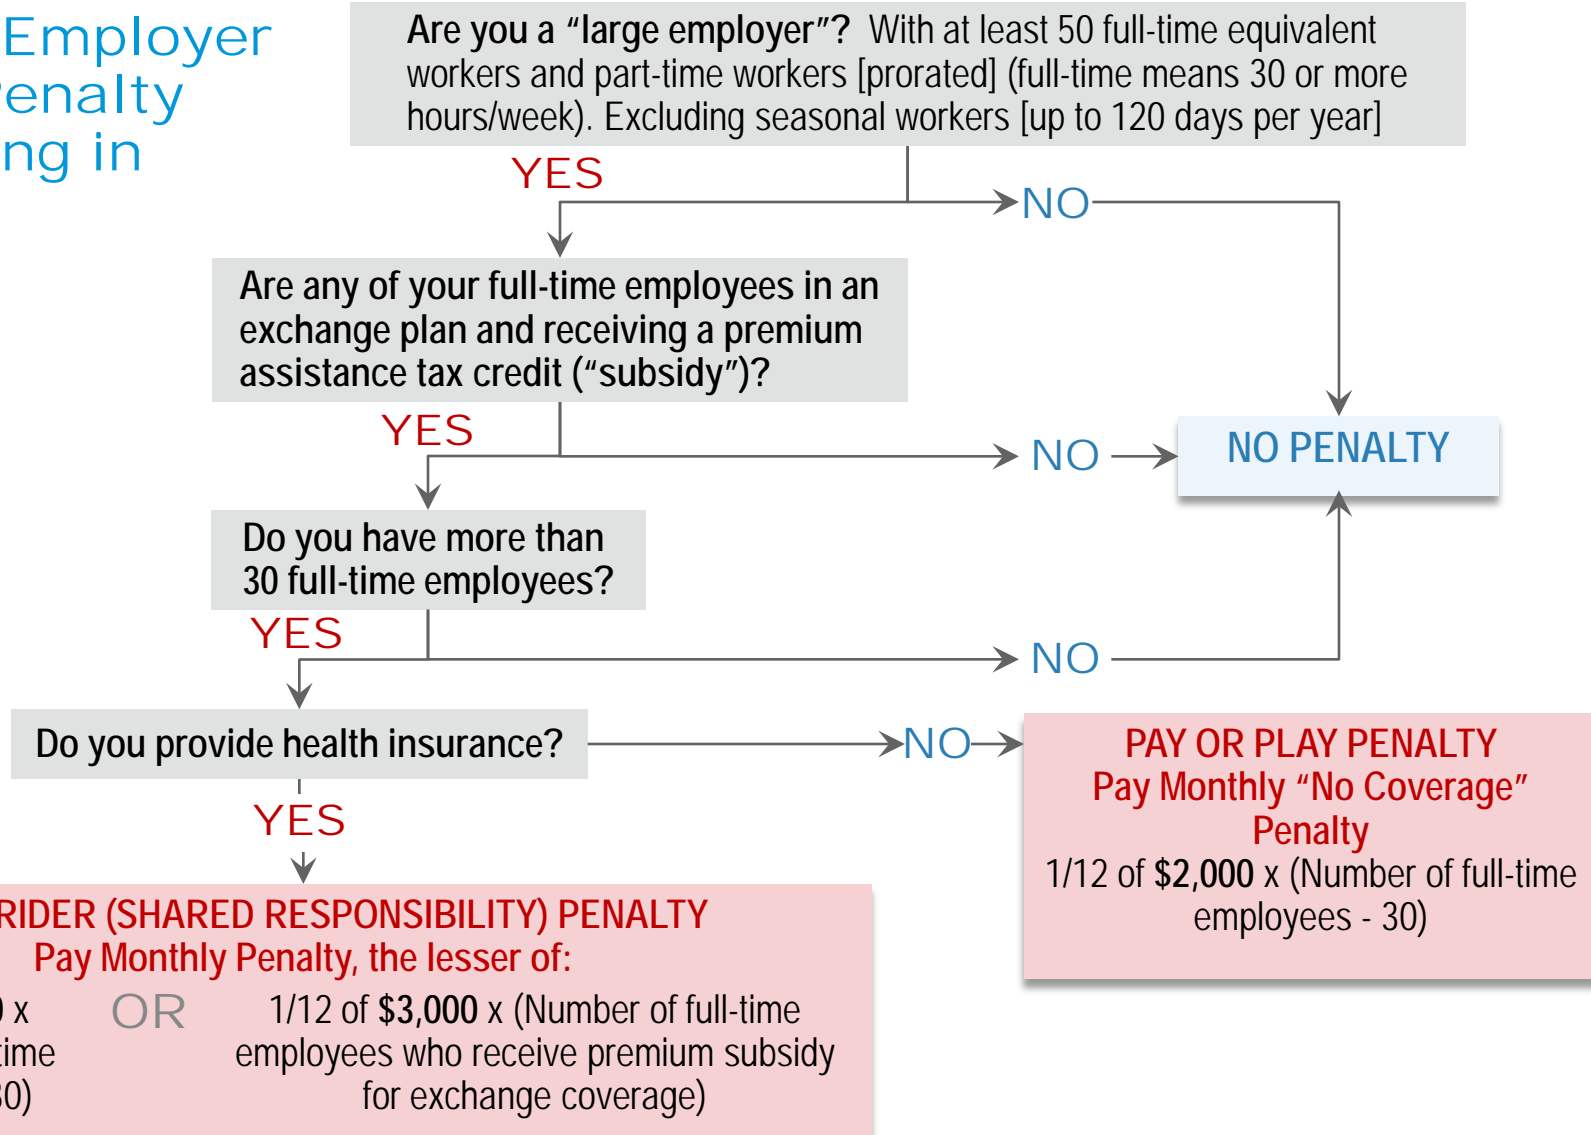 Employer
Penalty
ng in
Are you a “large employer”? With at least 50 full-time equivalent
workers and part-time workers [prorated] (full-time means 30 or more
hours/week). Excluding seasonal workers [up to 120 days per year]
YES
NO
Are any of your full-time employees in an
exchange plan and receiving a premium
assistance tax credit (“subsidy”)?
YES
NO
NO PENALTY
Do you have more than
30 full-time employees?
YES
NO
Do you provide health insurance?
NO
PAY OR PLAY PENALTY
Pay Monthly “No Coverage”
Penalty
1/12 of $2,000 x (Number of full-time
employees - 30)
YES
RIDER (SHARED RESPONSIBILITY) PENALTY
Pay Monthly Penalty, the lesser of:
x
time
30)
OR
1/12 of $3,000 x (Number of full-time
employees who receive premium subsidy
for exchange coverage)